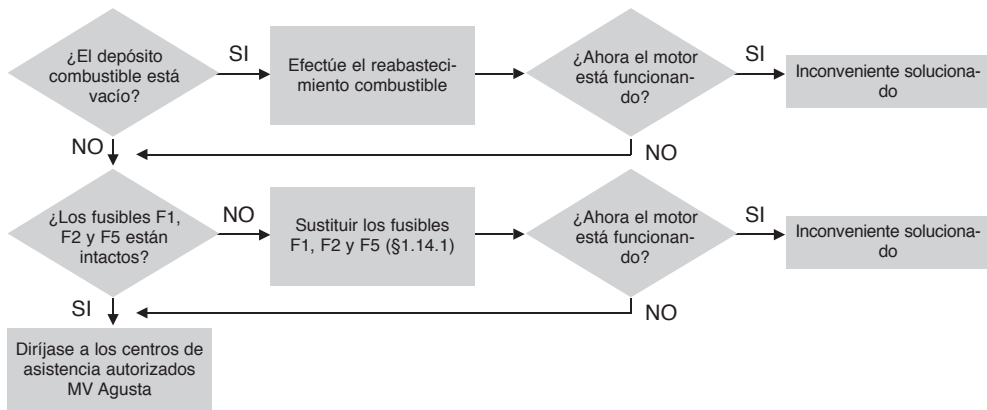 ¿El depósito
combustible está
vacío?
SI
Efectúe el reabasteci-
miento combustible
¿Ahora el motor
está funcionan-
do?
SI
Inconveniente soluciona-
do
NO
NO
¿Los fusibles F1,
F2 y F5 están
intactos?
NO
Sustituir los fusibles
F1, F2 y F5 (§1.14.1)
¿Ahora el motor
está funcionan-
do?
SI
Inconveniente soluciona-
do
SI
NO
Diríjase a los centros de
asistencia autorizados
MV Agusta